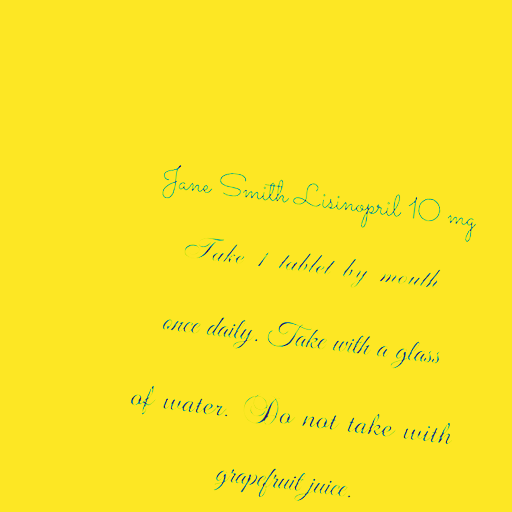 Jane Smith Lisinopril 10 mg
Take 1 tablet by mouth
once daily. Take with a glass
of water. Do not take with
grapefruit juice.